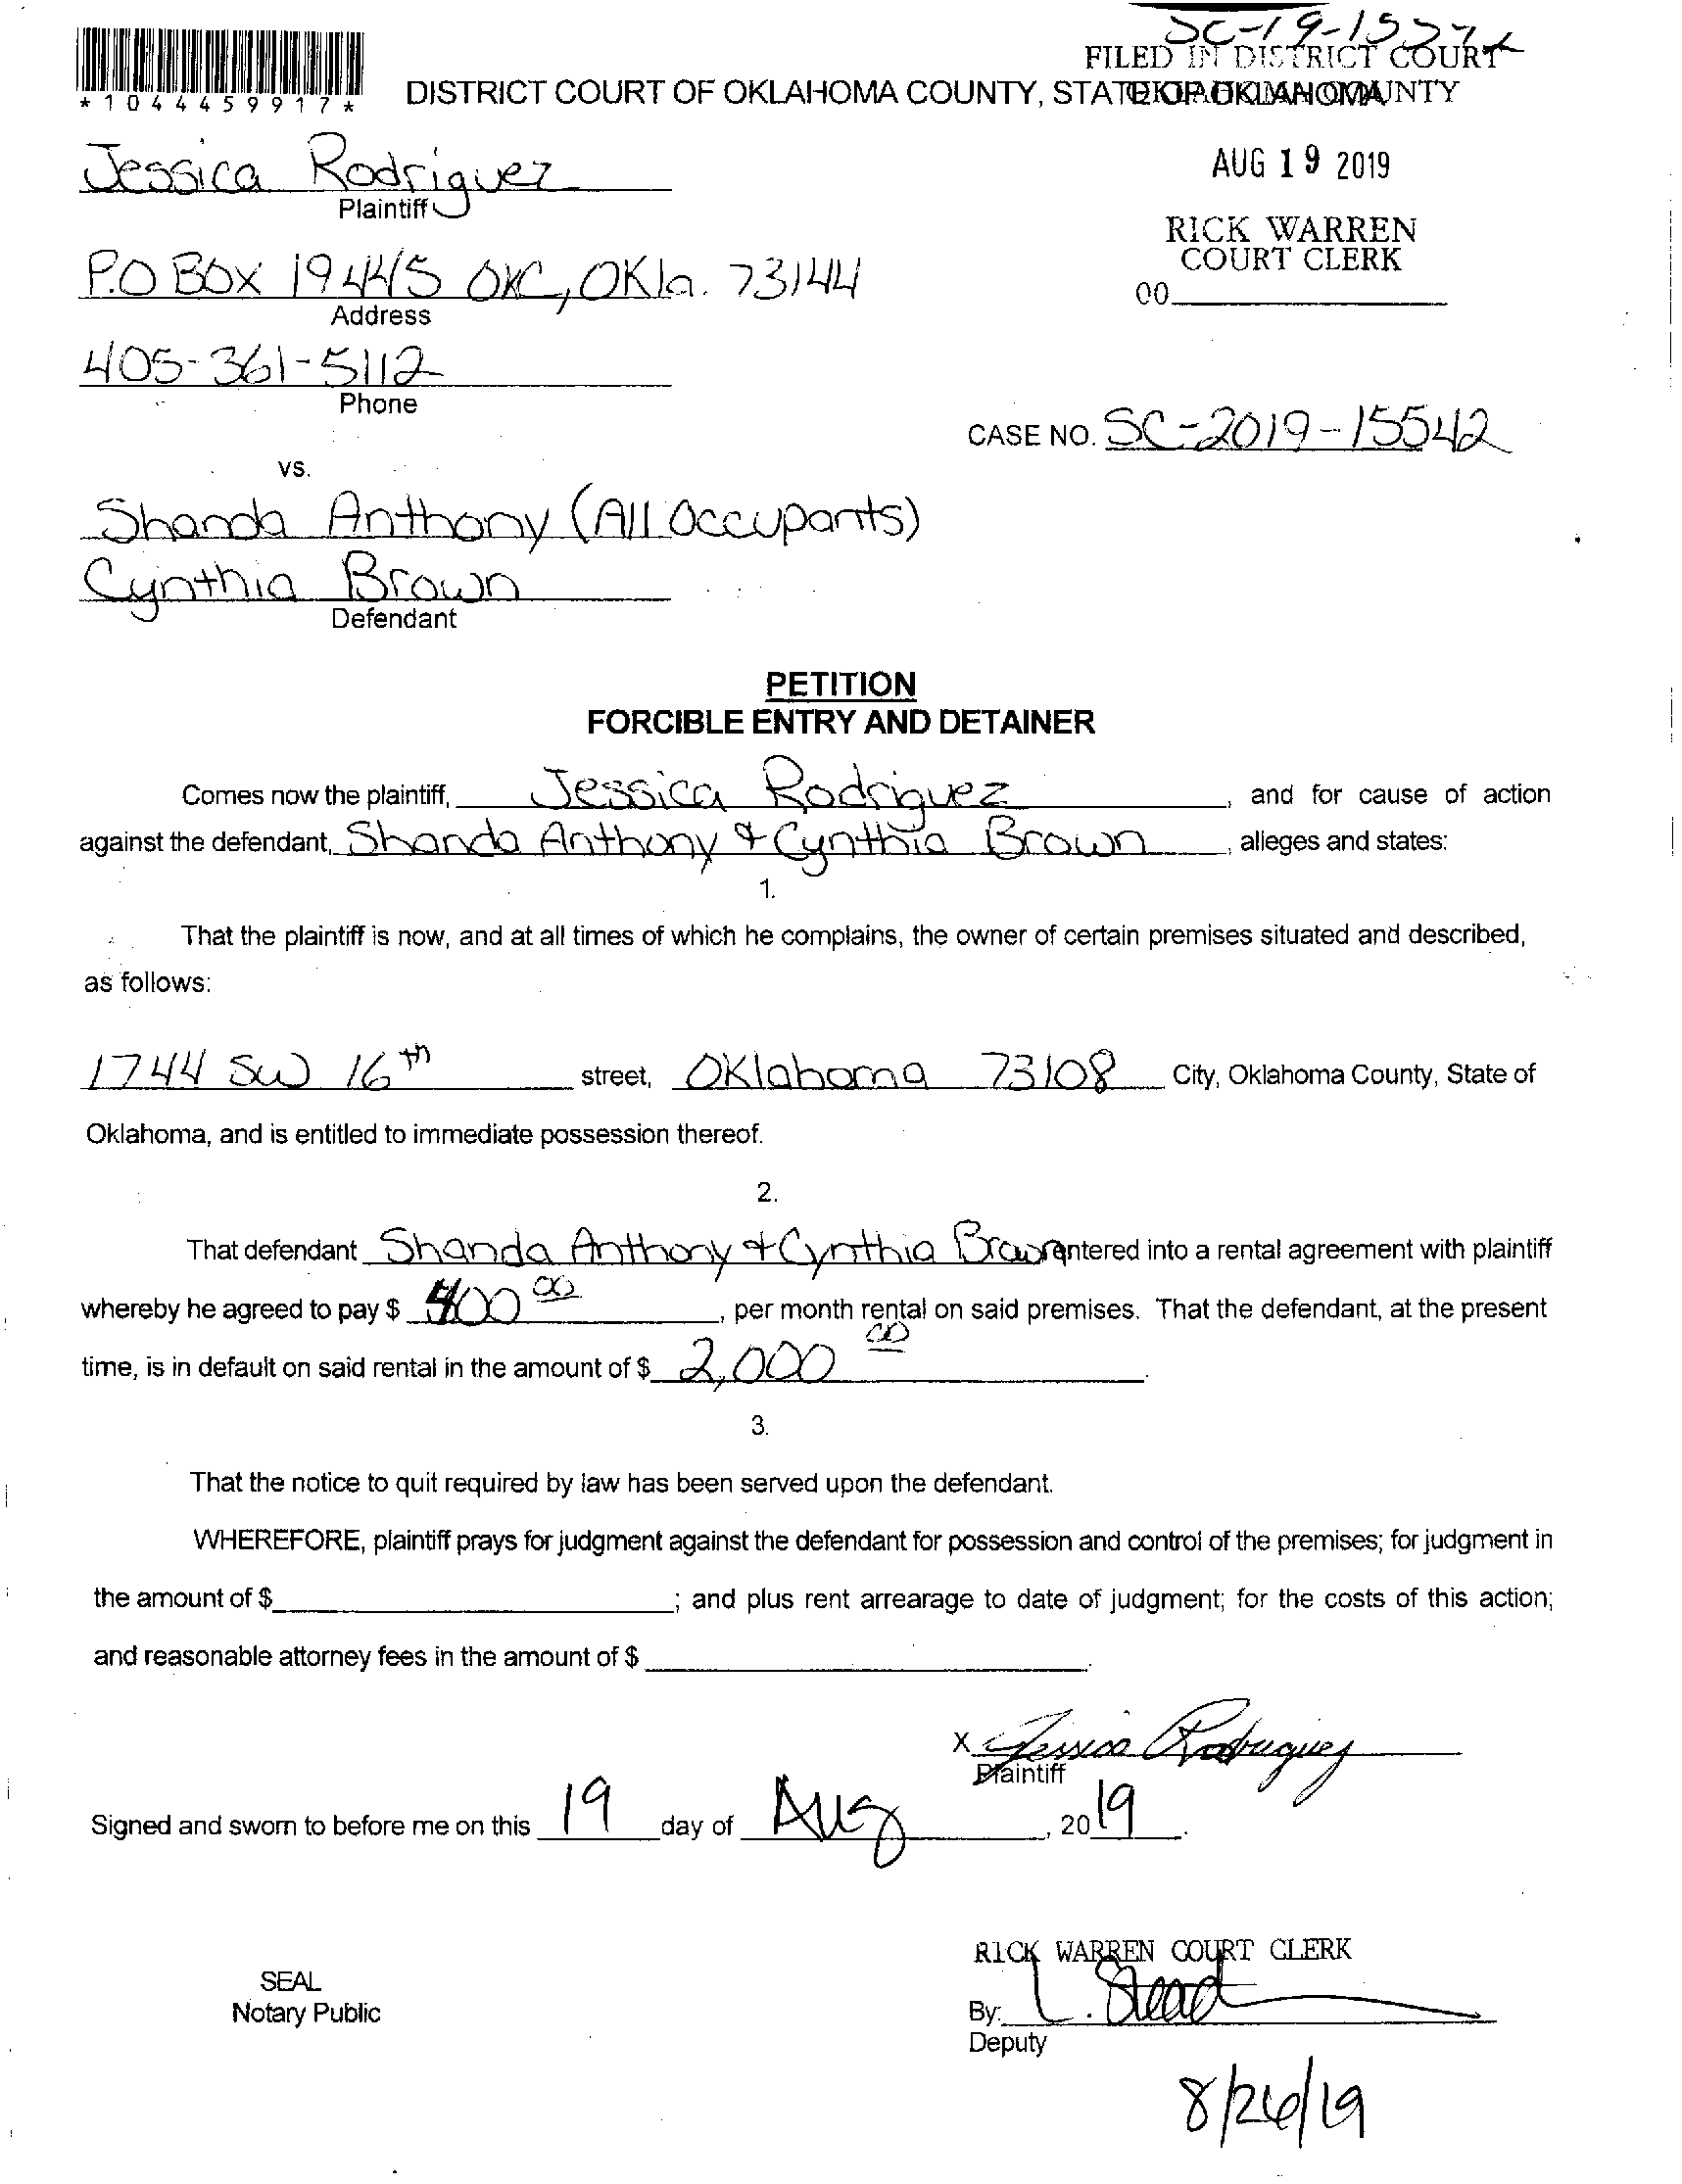 FILED IN DISTRICT COURT
*1044459917*
DISTRICT COURT OF OKLAHOMA COUNTY, STATE OF OKLAHOMA
OKLAHOMA COUNTY
Jessica Rodriguez
Plaintiff
AUG 19 2019
RICK WARREN
COURT CLERK
P.O BOX 19445 OKC, Okla. 73144
Address
00
405-361-5112
Phone
CASE NO. SC-2019-15542
vs.
Shanda Anthony (All Occupants)
Cynthia Brown
Defendant
PETITION
FORCIBLE ENTRY AND DETAINER
Comes now the plaintiff, Jessica Rodriguez, and for cause of action
against the defendant, Shanda Anthony & Cynthia Brown, alleges and states:
1.
That the plaintiff is now, and at all times of which he complains, the owner of certain premises situated and described,
as follows:
1744 SW 16th street, Oklahoma 73108 City, Oklahoma County, State of
Oklahoma, and is entitled to immediate possession thereof.
2.
That defendant Shanda Anthony & Cynthia Brown entered into a rental agreement with plaintiff
whereby he agreed to pay $ 400 00, per month rental on said premises. That the defendant, at the present
time, is in default on said rental in the amount of $ 2,000 00.
3.
That the notice to quit required by law has been served upon the defendant.
WHEREFORE, plaintiff prays for judgment against the defendant for possession and control of the premises; for judgment in
the amount of $ ; and plus rent arrearage to date of judgment; for the costs of this action;
and reasonable attorney fees in the amount of $ .
X Jessica Rodriguez
Plaintiff
Signed and sworn to before me on this 19 day of Aug, 2019.
RICK WARREN COURT CLERK
SEAL
Notary Public
By: L. Stead
Deputy
8/26/19